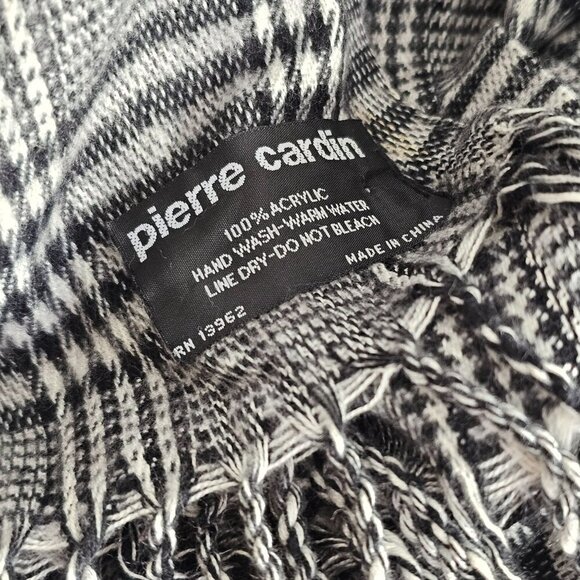 pierre cardin
100% ACRYLIC
HAND WASH-WARM WATER
LINE DRY-DO NOT BLEACH
MADE IN CHINA
RN 13962